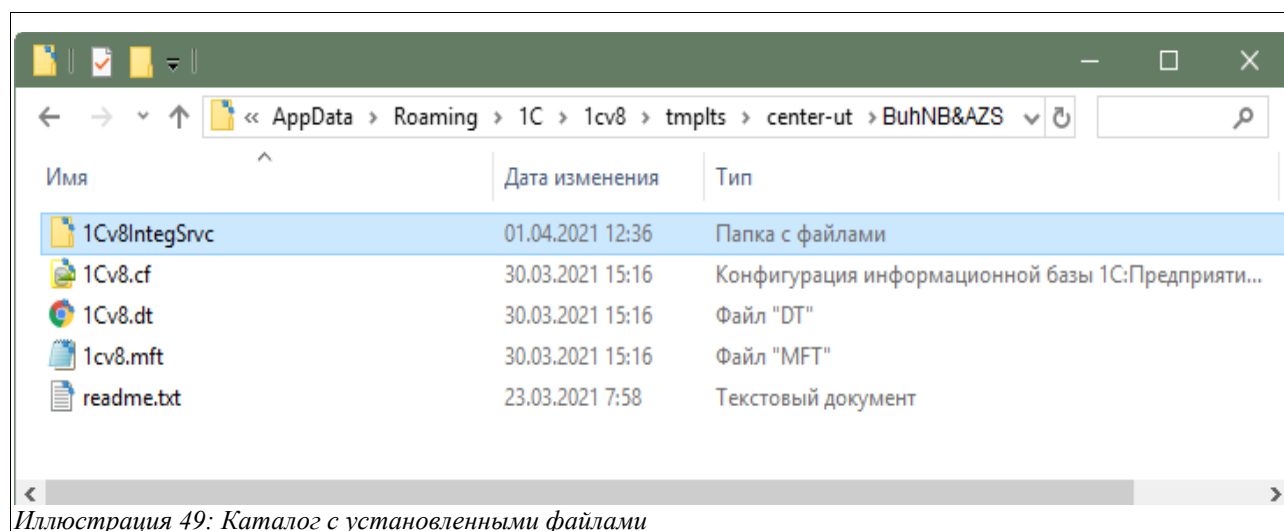 « AppData › Roaming › 1C › 1cv8 › tmplts › center-ut › BuhNB&AZS
Имя Дата изменения Тип
1Cv8IntegSrvc 01.04.2021 12:36 Папка с файлами
1Cv8.cf 30.03.2021 15:16 Конфигурация информационной базы 1С:Предприяти...
1Cv8.dt 30.03.2021 15:16 Файл "DT"
1cv8.mft 30.03.2021 15:16 Файл "MFT"
readme.txt 23.03.2021 7:58 Текстовый документ
Иллюстрация 49: Каталог с установленными файлами